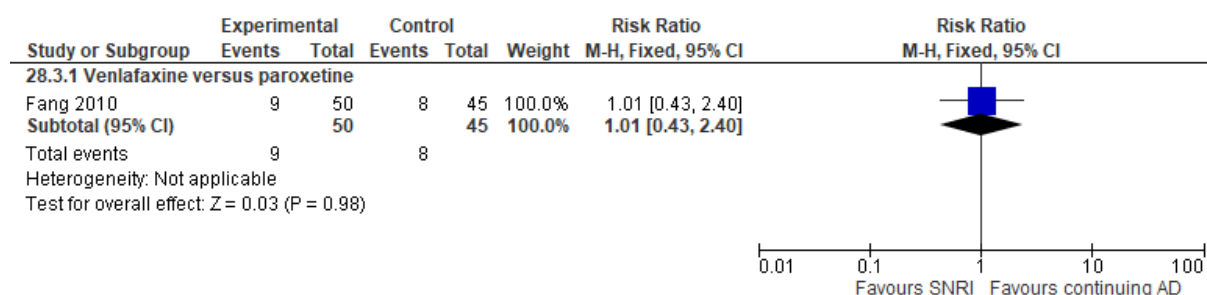 Experimental Control Risk Ratio Risk Ratio
Study or Subgroup Events Total Events Total Weight M-H, Fixed, 95% CI M-H, Fixed, 95% CI
28.3.1 Venlafaxine versus paroxetine
Fang 2010 9 50 8 45 100.0% 1.01 [0.43, 2.40]
Subtotal (95% CI) 50 45 100.0% 1.01 [0.43, 2.40]
Total events 9 8
Heterogeneity: Not applicable
Test for overall effect: Z = 0.03 (P = 0.98)
0.01 0.1 1 10 100
Favours SNRI Favours continuing AD